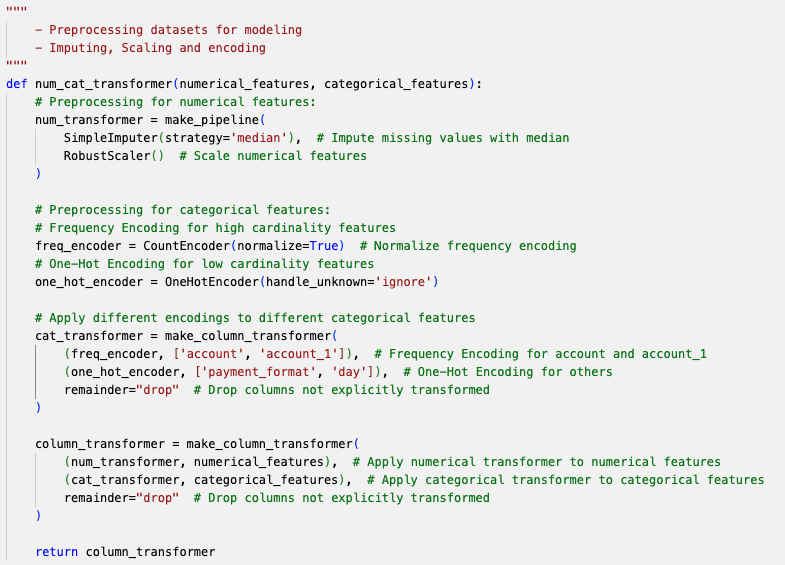 """
    - Preprocessing datasets for modeling
    - Imputing, Scaling and encoding
"""
def num_cat_transformer(numerical_features, categorical_features):
    # Preprocessing for numerical features:
    num_transformer = make_pipeline(
        SimpleImputer(strategy='median'),  # Impute missing values with median
        RobustScaler()  # Scale numerical features
    )

    # Preprocessing for categorical features:
    # Frequency Encoding for high cardinality features
    freq_encoder = CountEncoder(normalize=True)  # Normalize frequency encoding
    # One-Hot Encoding for low cardinality features
    one_hot_encoder = OneHotEncoder(handle_unknown='ignore')

    # Apply different encodings to different categorical features
    cat_transformer = make_column_transformer(
        (freq_encoder, ['account', 'account_1']),  # Frequency Encoding for account and account_1
        (one_hot_encoder, ['payment_format', 'day']),  # One-Hot Encoding for others
        remainder="drop"  # Drop columns not explicitly transformed
    )

    column_transformer = make_column_transformer(
        (num_transformer, numerical_features),  # Apply numerical transformer to numerical features
        (cat_transformer, categorical_features),  # Apply categorical transformer to categorical features
        remainder="drop"  # Drop columns not explicitly transformed
    )

    return column_transformer